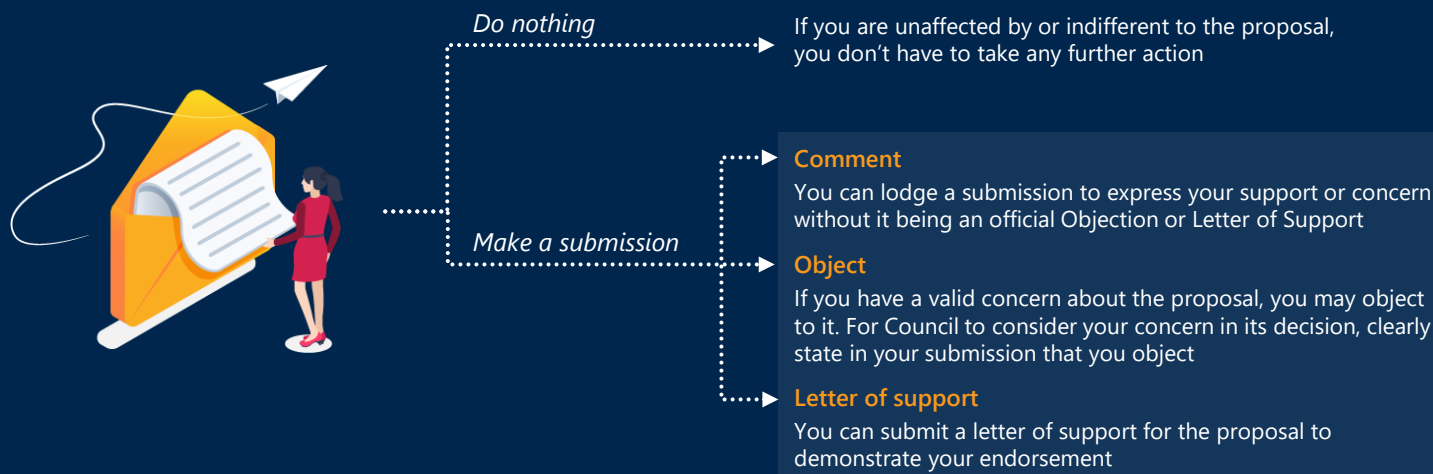 Do nothing
If you are unaffected by or indifferent to the proposal,
you don’t have to take any further action
Make a submission
Comment
You can lodge a submission to express your support or concern
without it being an official Objection or Letter of Support
Object
If you have a valid concern about the proposal, you may object
to it. For Council to consider your concern in its decision, clearly
state in your submission that you object
Letter of support
You can submit a letter of support for the proposal to
demonstrate your endorsement